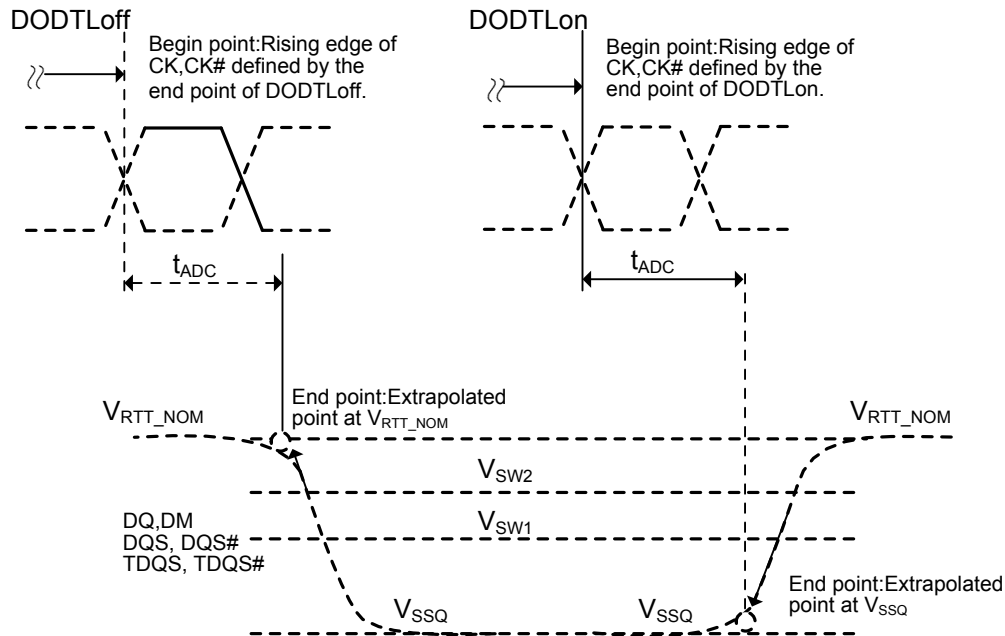 DODTLoff
Begin point:Rising edge of
CK,CK# defined by the
end point of DODTLoff.
DODTLon
Begin point:Rising edge of
CK,CK# defined by the
end point of DODTLon.
tADC
tADC
End point:Extrapolated
point at VRTT_NOM
VRTT_NOM
VRTT_NOM
VSW2
VSW1
DQ,DM
DQS, DQS#
TDQS, TDQS#
VSSQ
VSSQ
End point:Extrapolated
point at VSSQ